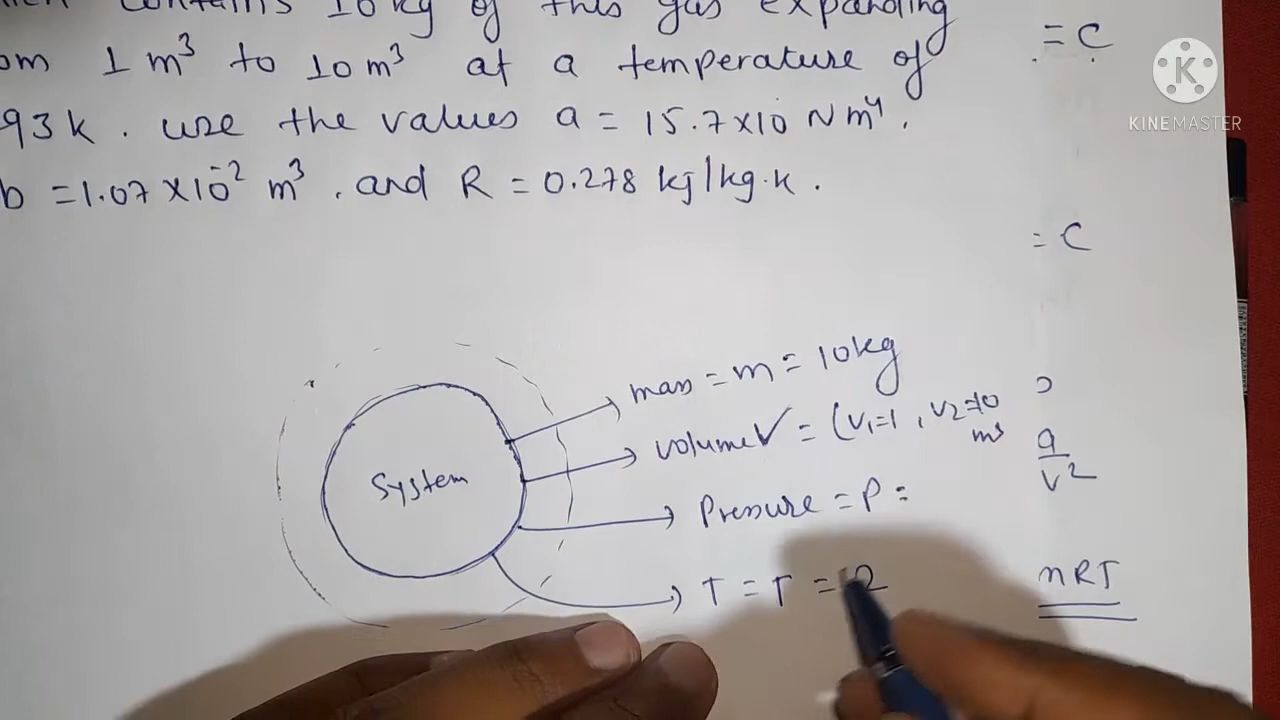 contains 10 kg of this gas expanding
om 1 m³ to 10 m³ at a temperature of
93 k. use the values a = 15.7×10 Nm⁴,
b = 1.07×10⁻² m³. and R = 0.278 kj/kg.k.
= C
K
KINEMASTER
= C
System
mass = m = 10kg
volume V = (V₁=1, V₂=10
m³
Pressure = P =
T = T = 2
a
V²
nRT